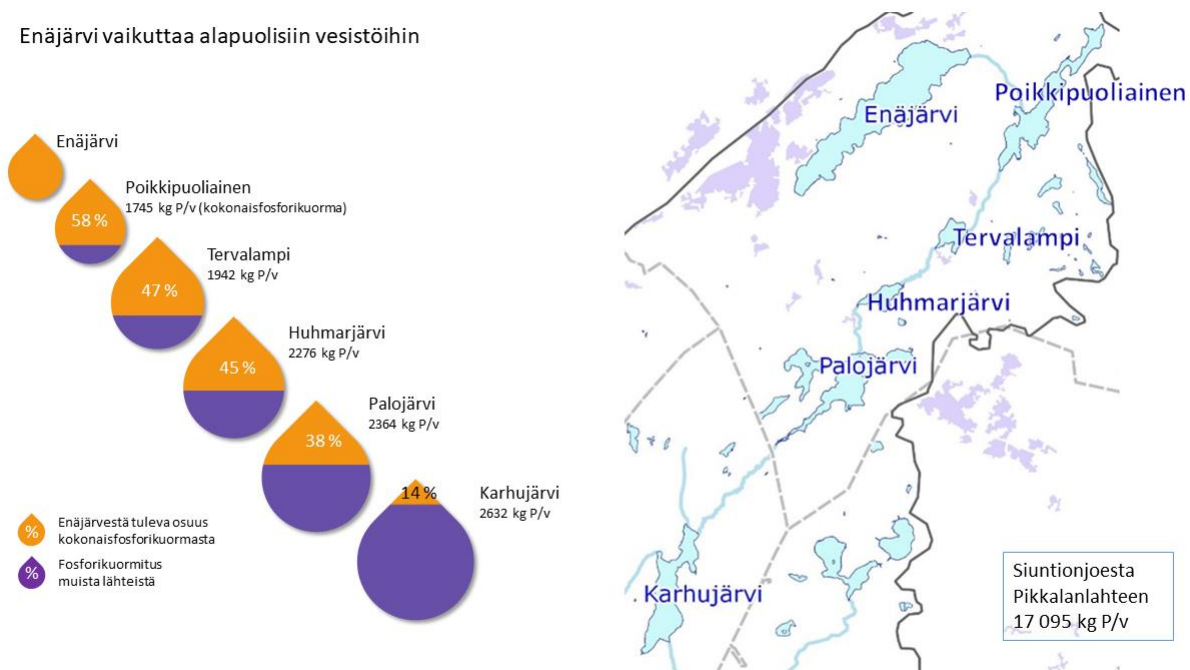 Enäjärvi vaikuttaa alapuolisiin vesistöihin
Enäjärvi
Poikkipuoliainen
1745 kg P/v (kokonaisfosforikuorma)
58 %
Tervalampi
1942 kg P/v
47 %
Huhmarjärvi
2276 kg P/v
45 %
Palojärvi
2364 kg P/v
38 %
Karhujärvi
2632 kg P/v
14 %
%
Enäjärvestä tuleva osuus
kokonaisfosforikuormasta
%
Fosforikuormitus
muista lähteistä
Enäjärvi
Poikkipuoliainen
Tervalampi
Huhmarjärvi
Palojärvi
Karhujärvi
Siuntionjoesta
Pikkalanlahteen
17 095 kg P/v